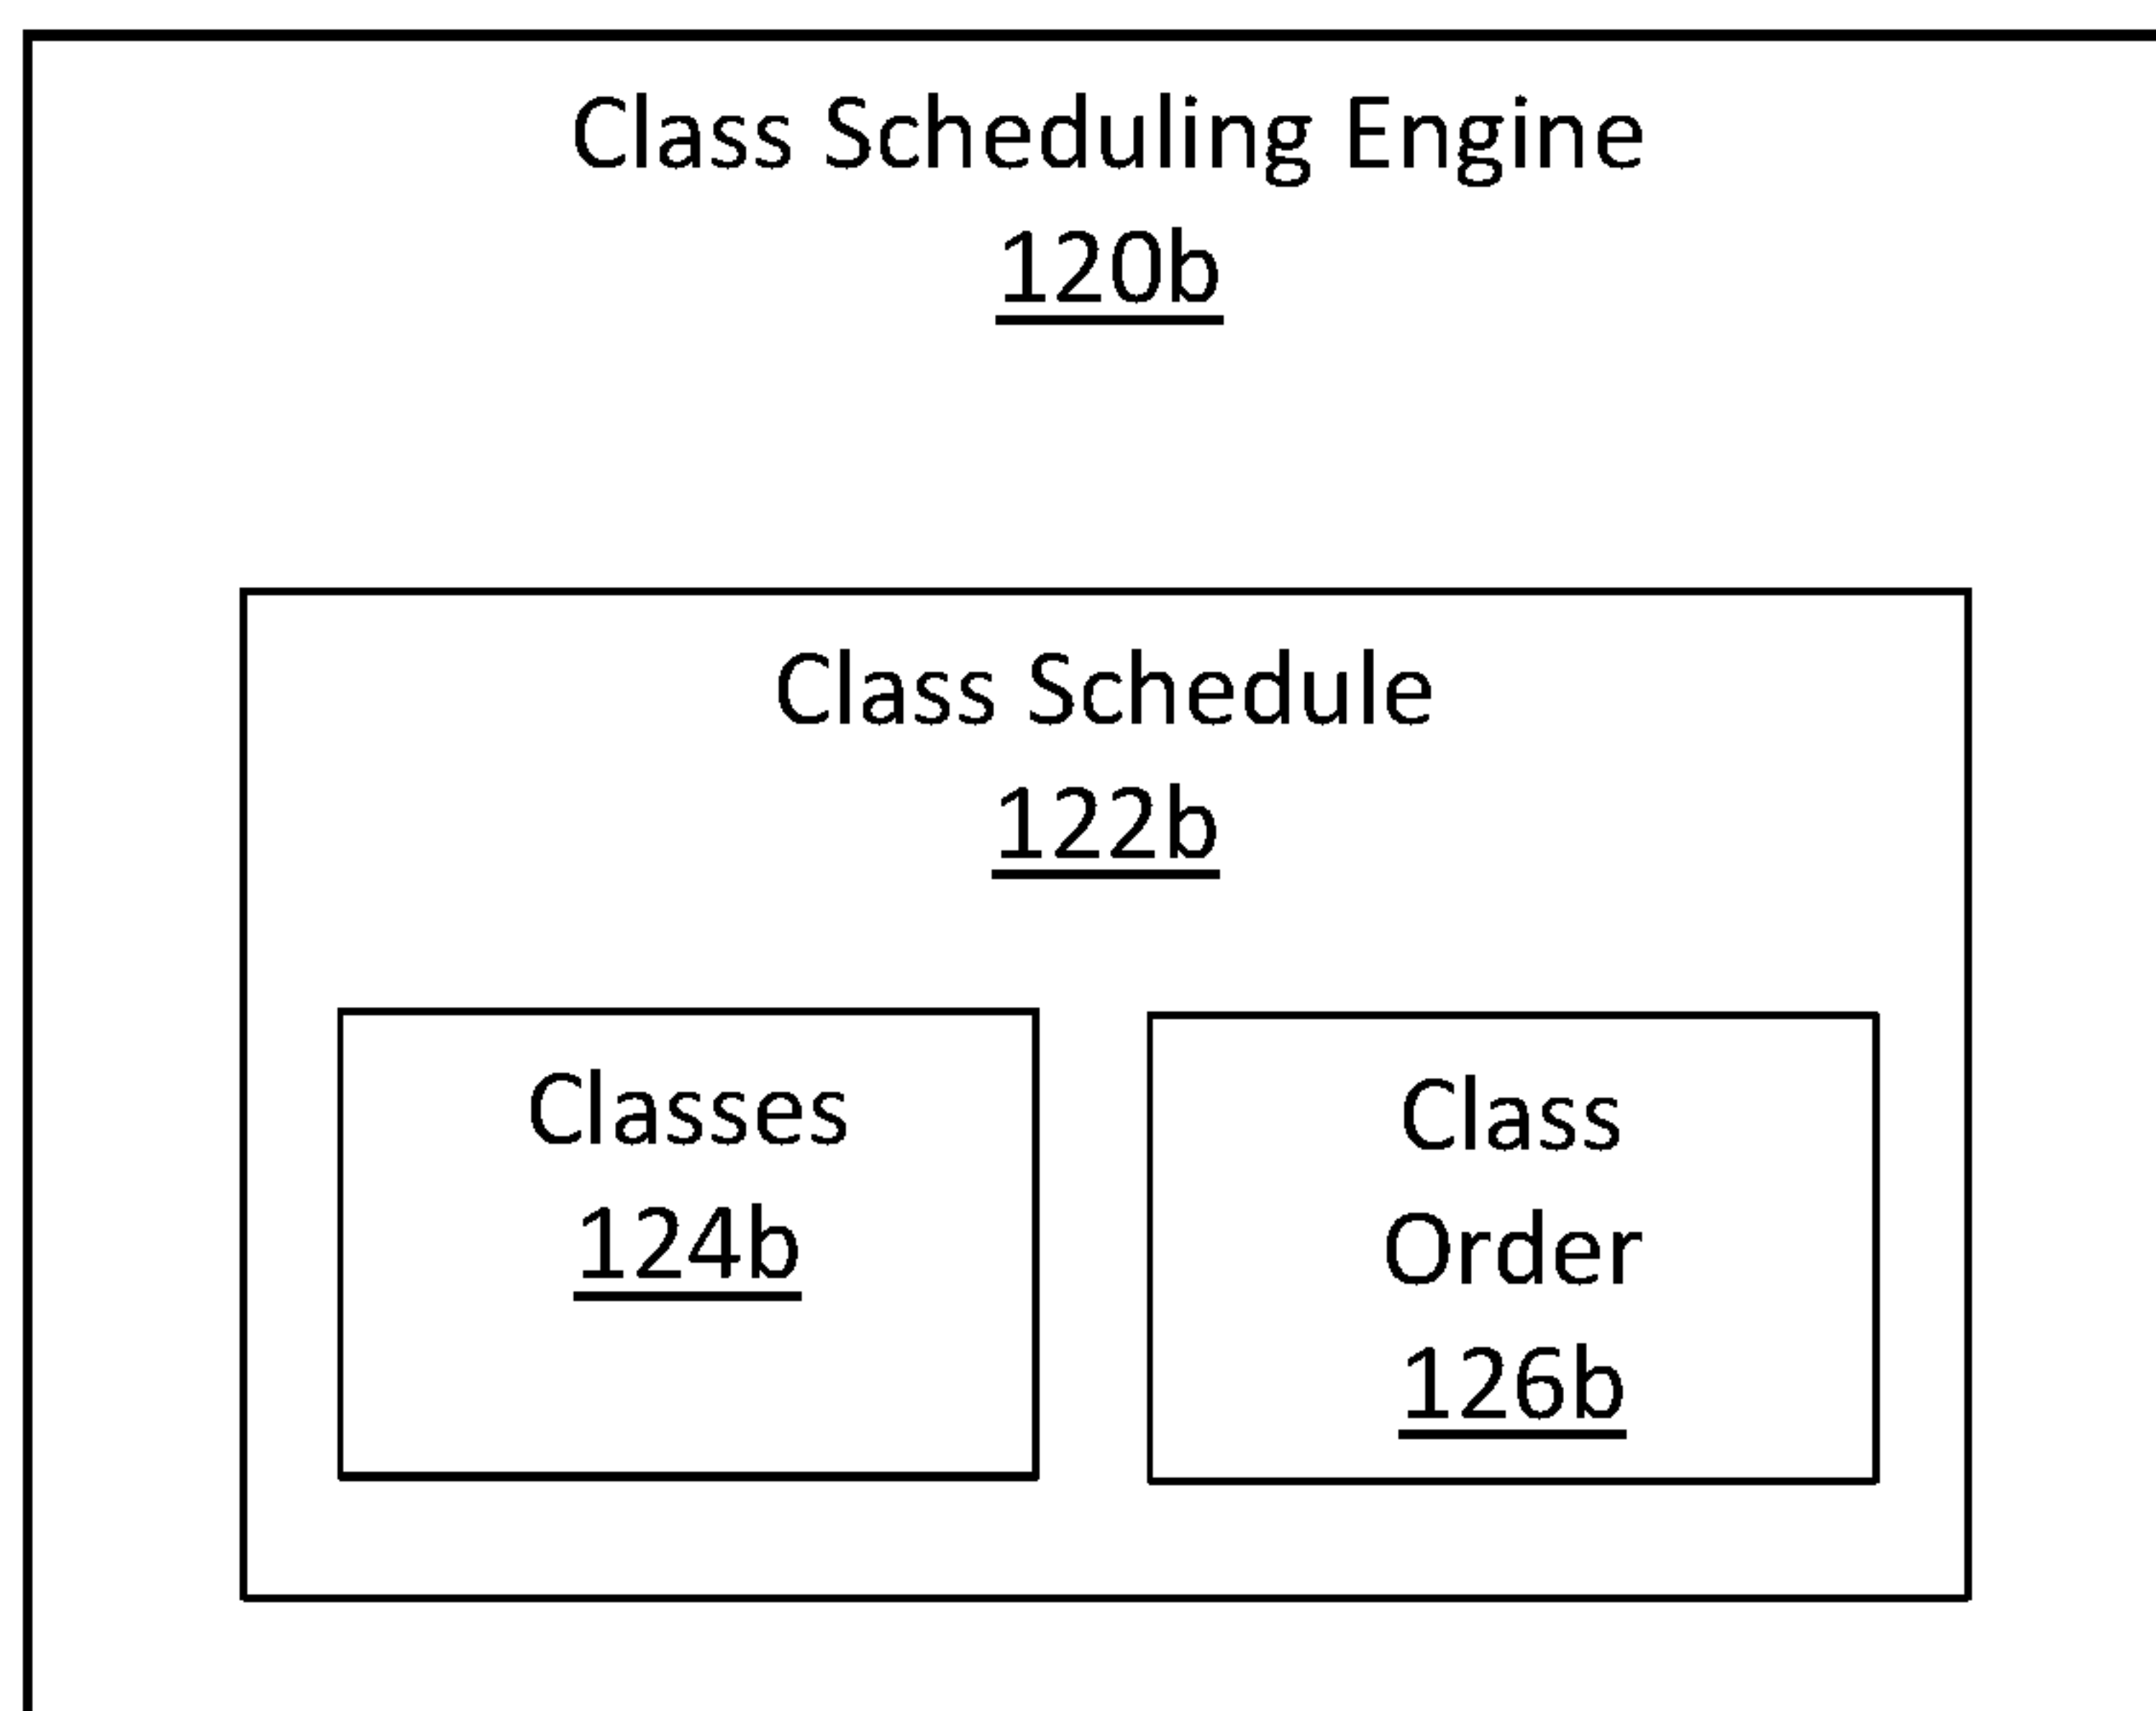 Class Scheduling Engine
120b
Class Schedule
122b
Classes
124b
Class
Order
126b